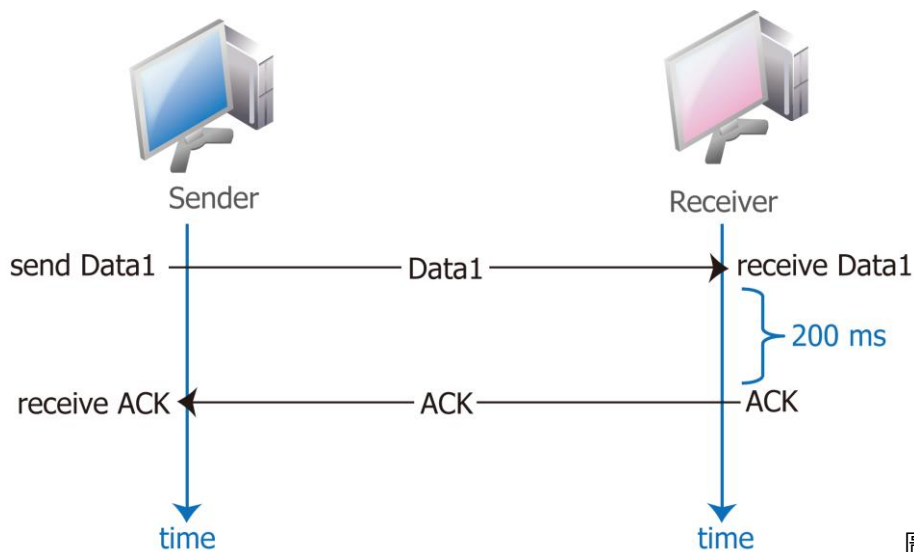 Sender
Receiver
send Data1
Data1
receive Data1
200 ms
receive ACK
ACK
ACK
time
time